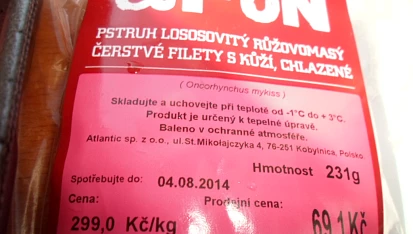 PSTRUH LOSOSOVITÝ RŮŽOVOMASÝ
ČERSTVÉ FILETY S KŮŽÍ, CHLAZENÉ
( Oncorhynchus mykiss )
Skladujte a uchovejte při teplotě od -1°C do + 3°C.
Produkt je určený k tepelné úpravě.
Baleno v ochranné atmosféře.
Atlantic sp. z o.o., ul.St.Mikołajczyka 4, 76-251 Kobylnica, Polsko
Hmotnost 231g
Spotřebujte do: 04.08.2014
Cena: Prodejní cena:
299,0 Kč/kg 69,1Kč